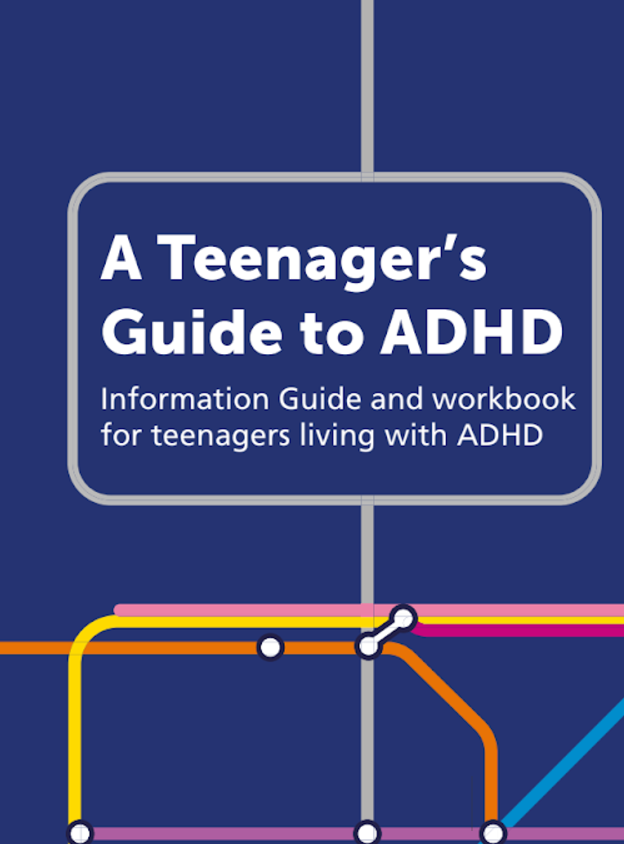 A Teenager’s
Guide to ADHD
Information Guide and workbook
for teenagers living with ADHD